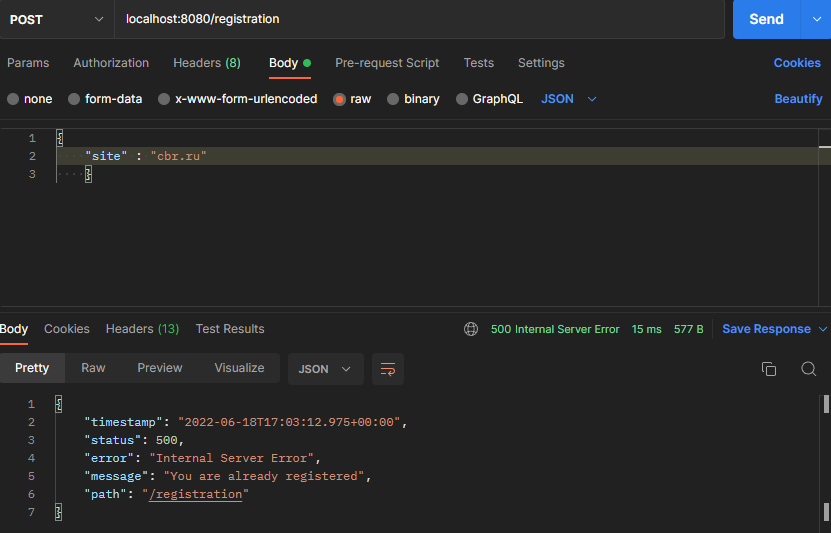 POST localhost:8080/registration Send
Params Authorization Headers (8) Body Pre-request Script Tests Settings Cookies
none form-data x-www-form-urlencoded raw binary GraphQL JSON Beautify
1 {
2 "site" : "cbr.ru"
3 }
Body Cookies Headers (13) Test Results 500 Internal Server Error 15 ms 577 B Save Response
Pretty Raw Preview Visualize JSON
1 {
2 "timestamp": "2022-06-18T17:03:12.975+00:00",
3 "status": 500,
4 "error": "Internal Server Error",
5 "message": "You are already registered",
6 "path": "/registration"
7 }